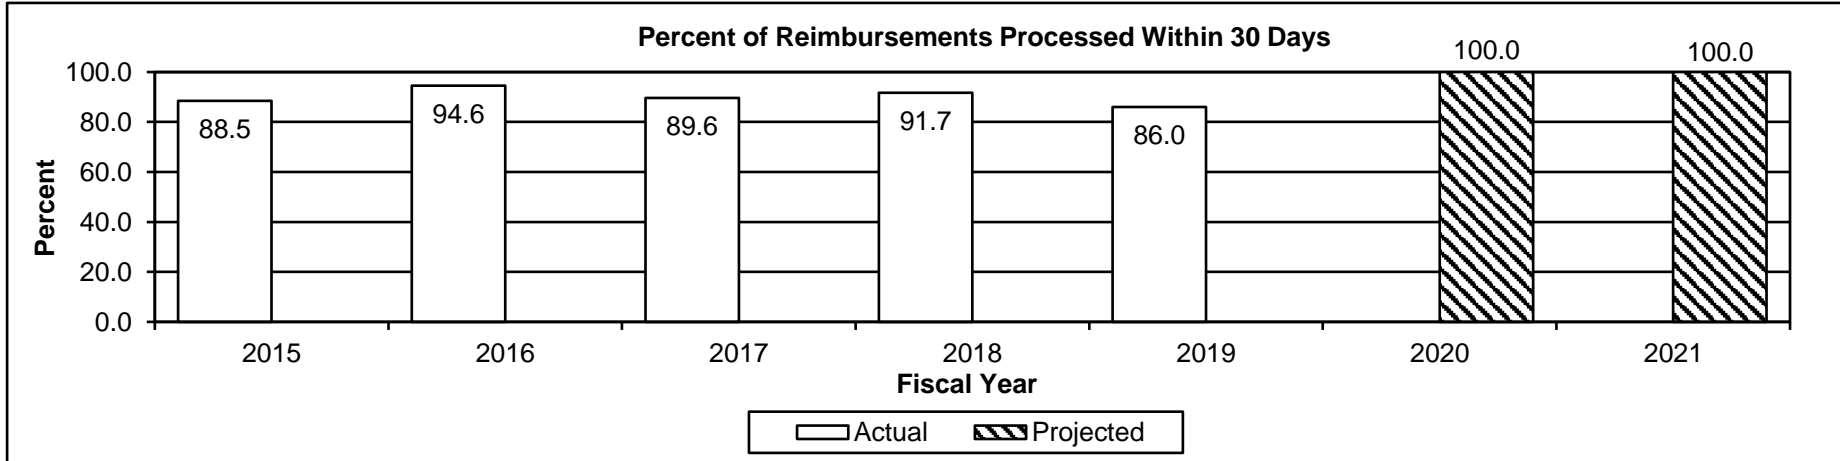 Percent of Reimbursements Processed Within 30 Days
100.0 100.0
100.0
80.0
60.0
40.0
20.0
0.0
Percent
88.5 94.6 89.6 91.7 86.0
2015 2016 2017 2018 2019 2020 2021
Fiscal Year
Actual Projected